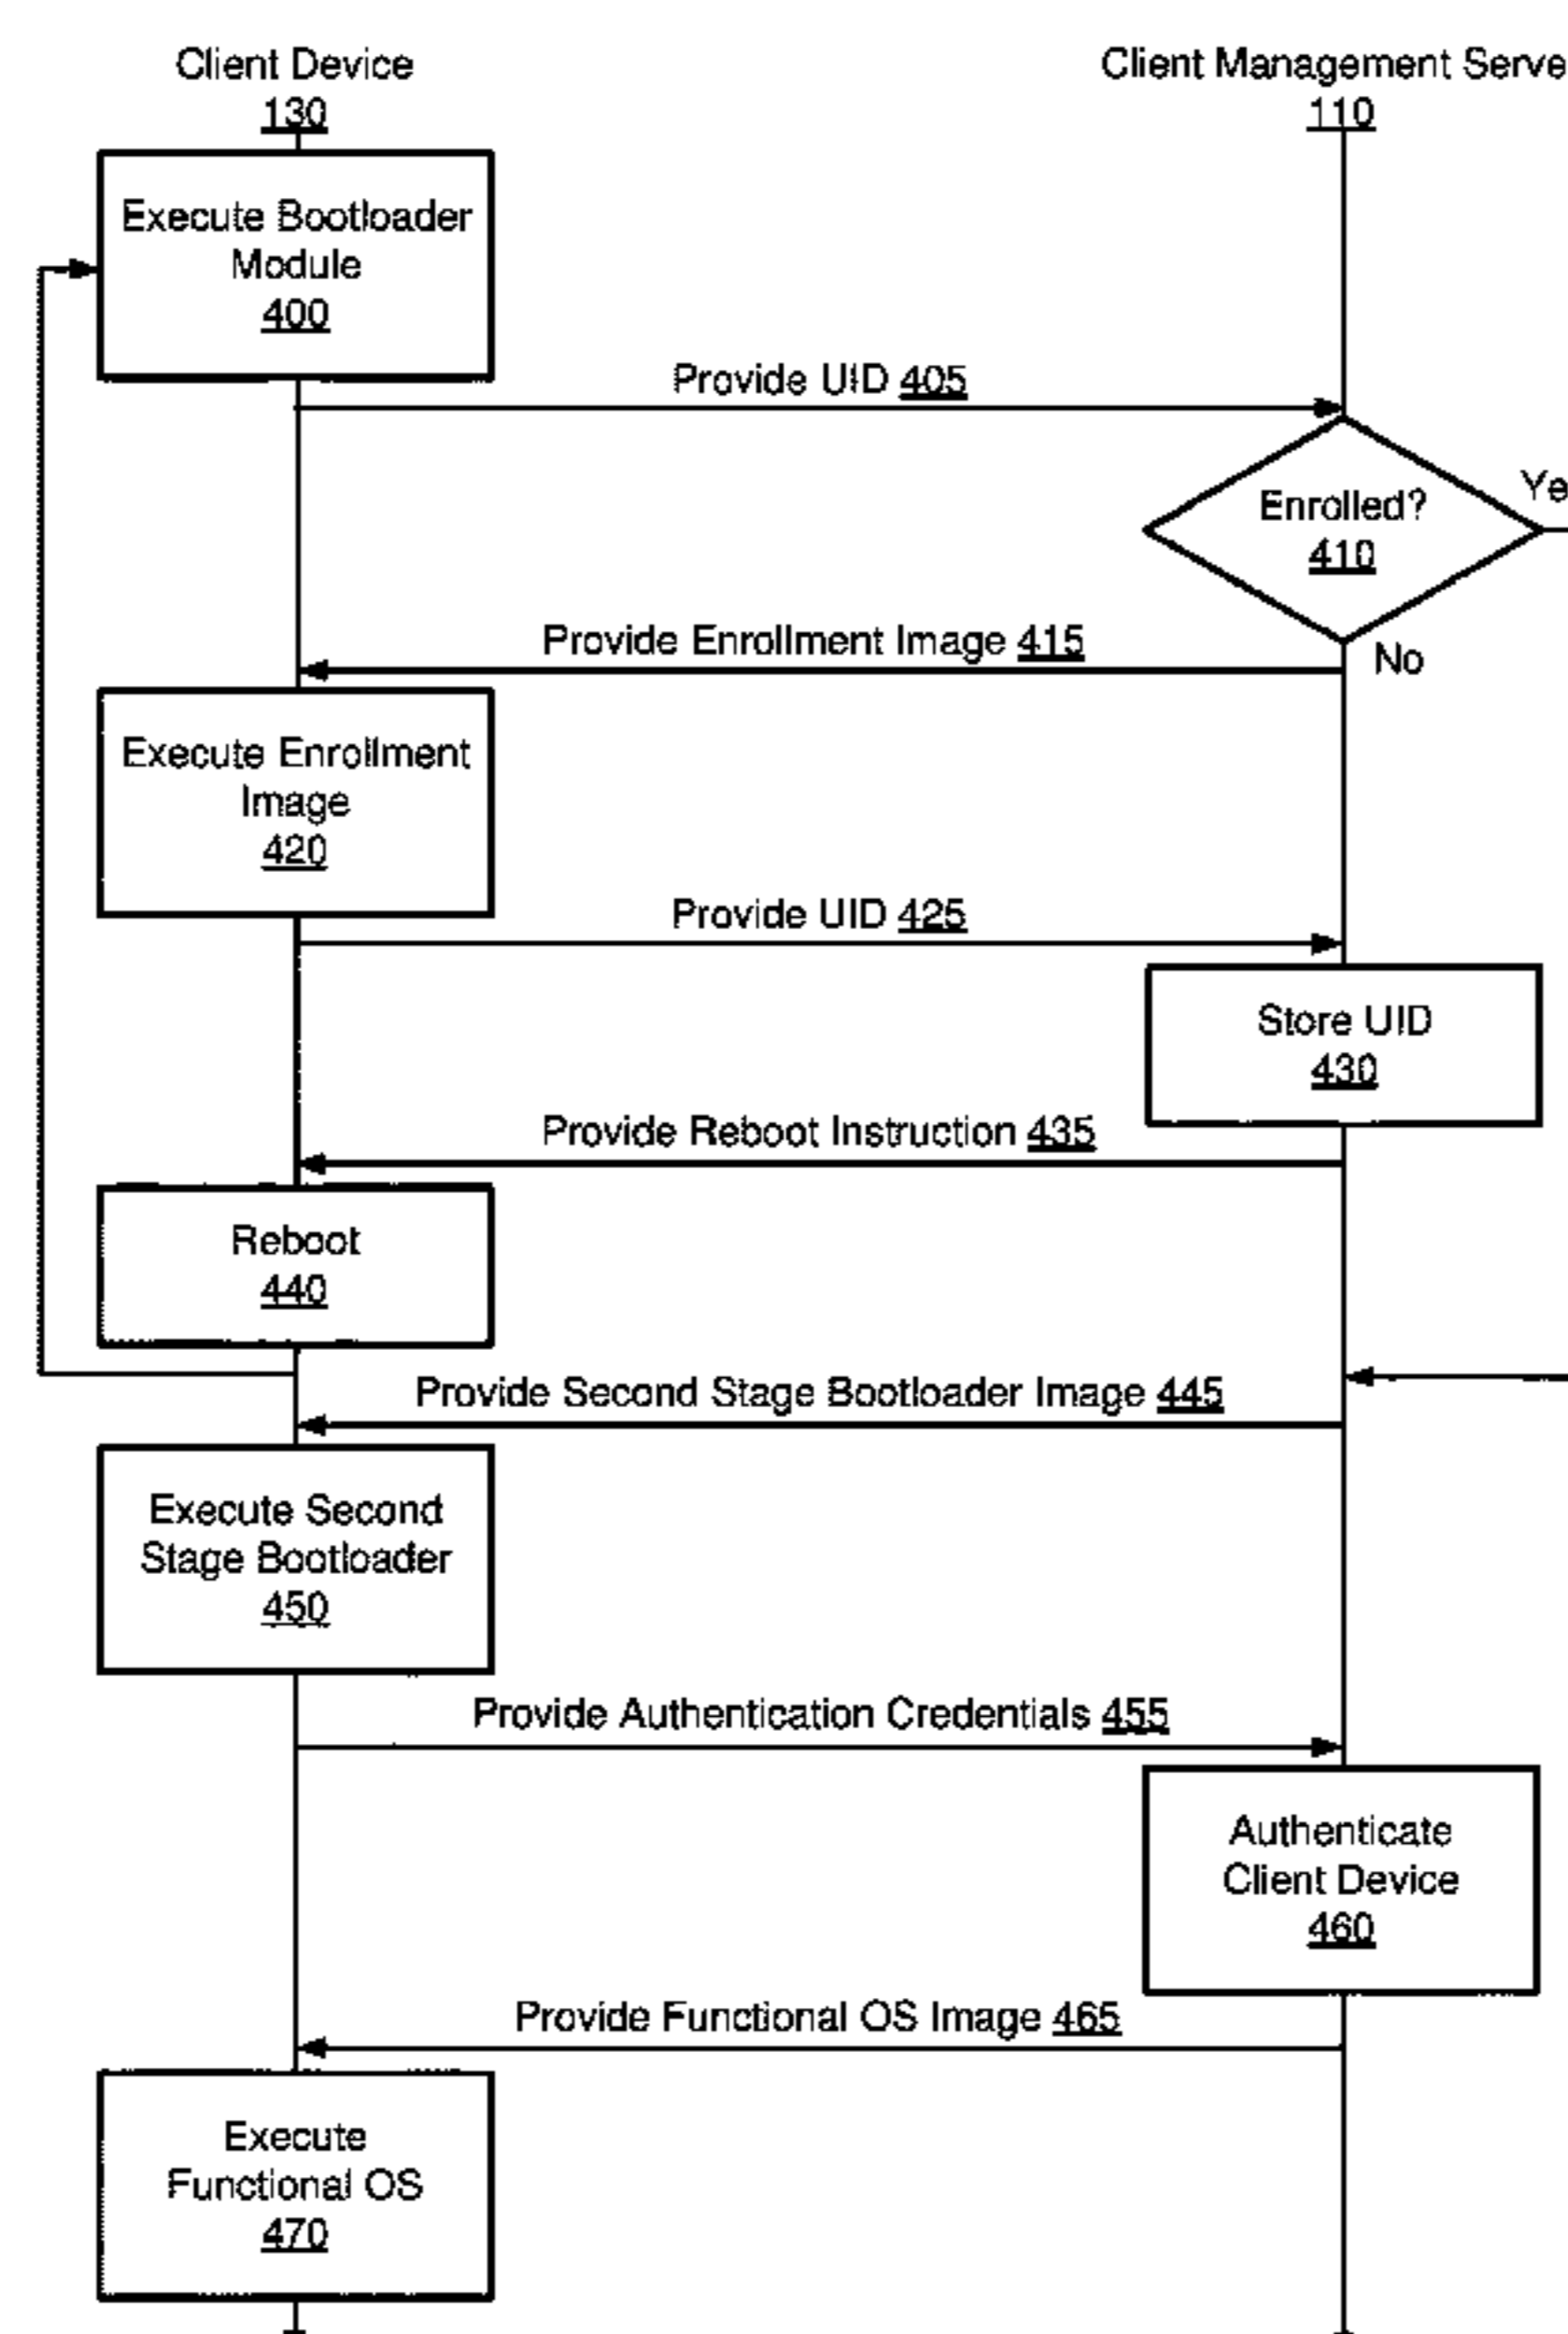 Client Device
130
Client Management Serve
110
Execute Bootloader
Module
400
Provide UID 405
Enrolled?
410
Ye
No
Provide Enrollment Image 415
Execute Enrollment
Image
420
Provide UID 425
Store UID
430
Provide Reboot Instruction 435
Reboot
440
Provide Second Stage Bootloader Image 445
Execute Second
Stage Bootloader
450
Provide Authentication Credentials 455
Authenticate
Client Device
460
Provide Functional OS Image 465
Execute
Functional OS
470